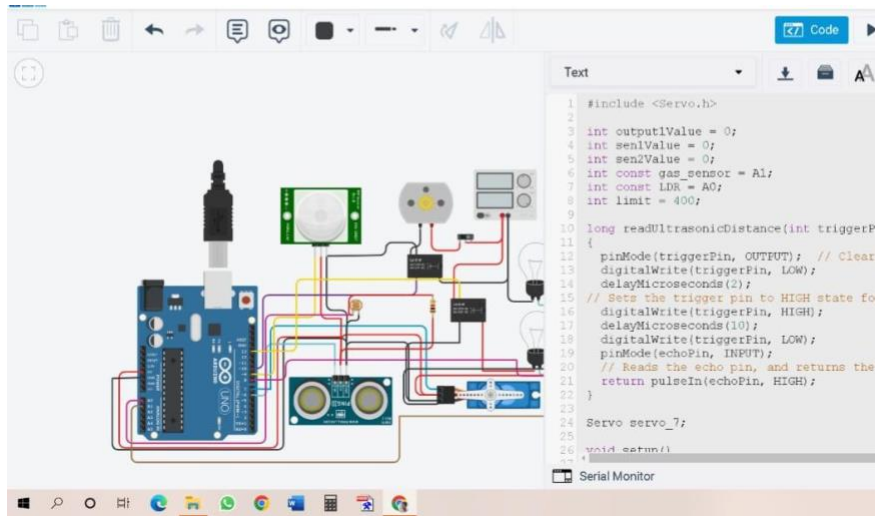 Code
Text
1 #include <Servo.h>
2
3 int output1Value = 0;
4 int sen1Value = 0;
5 int sen2Value = 0;
6 int const gas_sensor = A1;
7 int const LDR = A0;
8 int limit = 400;
9
10 long readUltrasonicDistance(int triggerP
11 {
12 pinMode(triggerPin, OUTPUT); // Clear
13 digitalWrite(triggerPin, LOW);
14 delayMicroseconds(2);
15 // Sets the trigger pin to HIGH state fo
16 digitalWrite(triggerPin, HIGH);
17 delayMicroseconds(10);
18 digitalWrite(triggerPin, LOW);
19 pinMode(echoPin, INPUT);
20 // Reads the echo pin, and returns the
21 return pulseIn(echoPin, HIGH);
22 }
23
24 Servo servo_7;
25
26 void setup()
Serial Monitor
UNO
ARDUINO